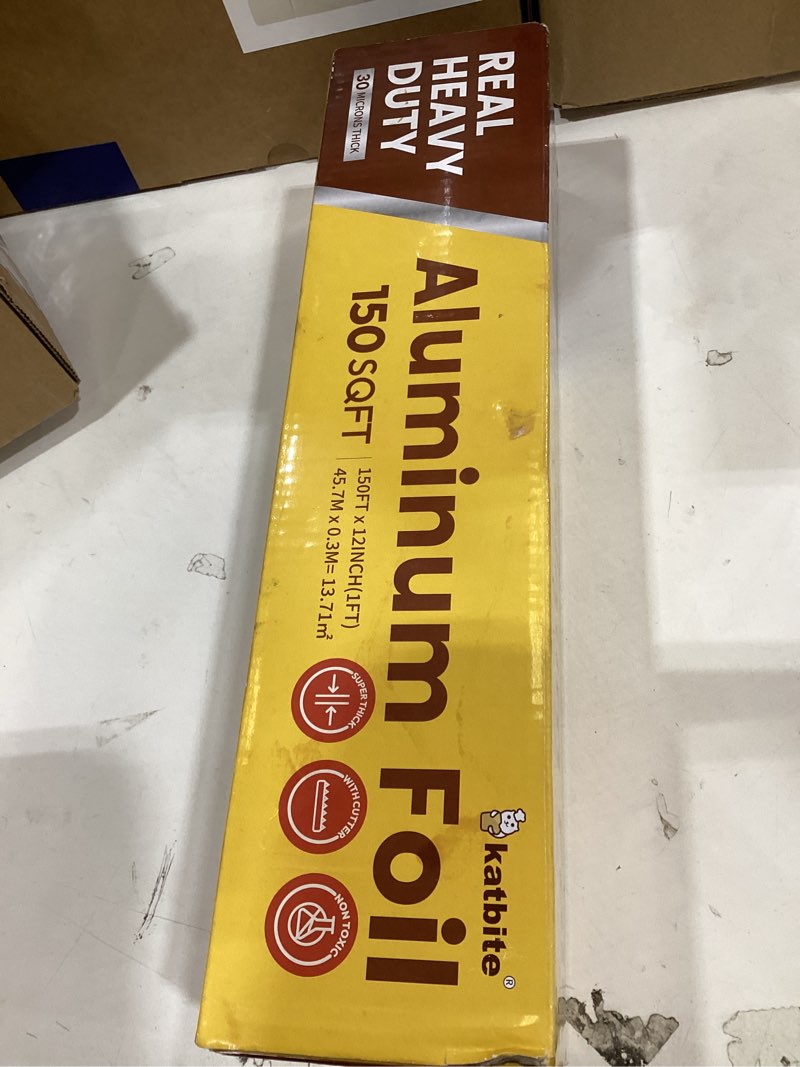 REAL
HEAVY
DUTY
30 MICRONS THICK
katbite®
Aluminum Foil
150 SQFT
150FT x 12INCH(1FT)
45.7M x 0.3M= 13.71㎡
SUPER THICK
WITH CUTTER
NON TOXIC